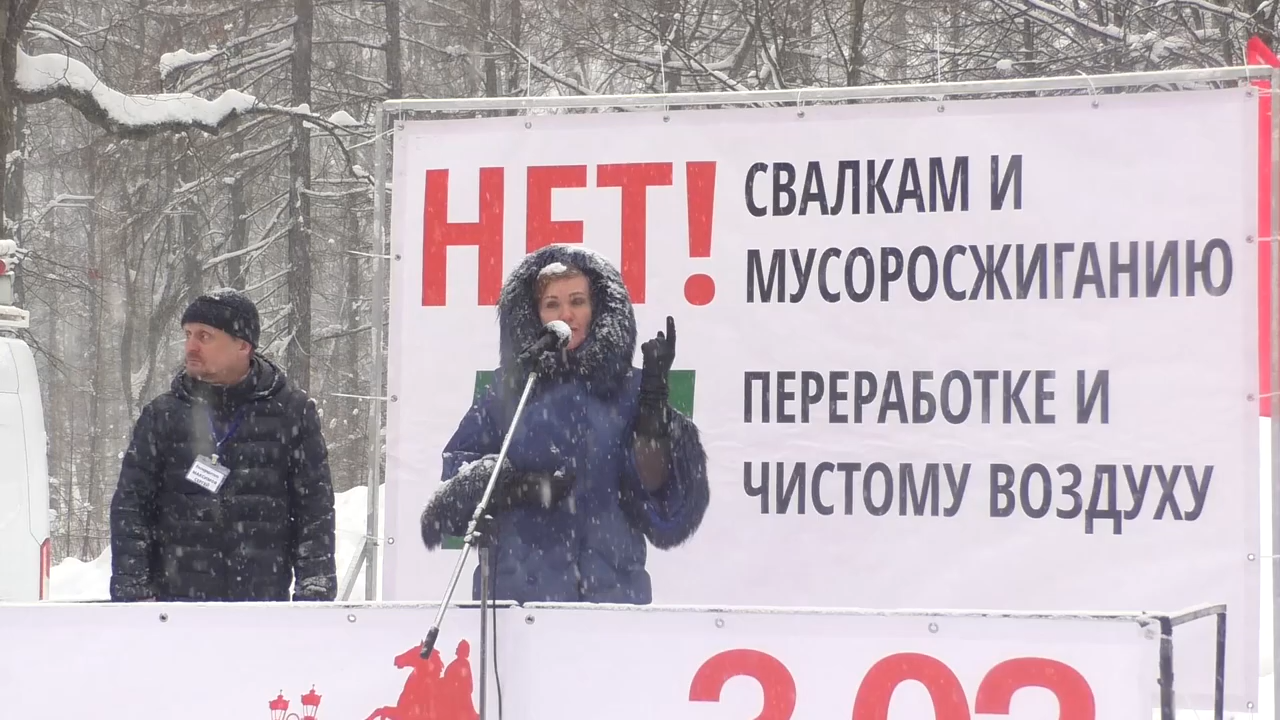 НЕТ!
СВАЛКАМ И
МУСОРОСЖИГАНИЮ
ПЕРЕРАБОТКЕ И
ЧИСТОМУ ВОЗДУХУ